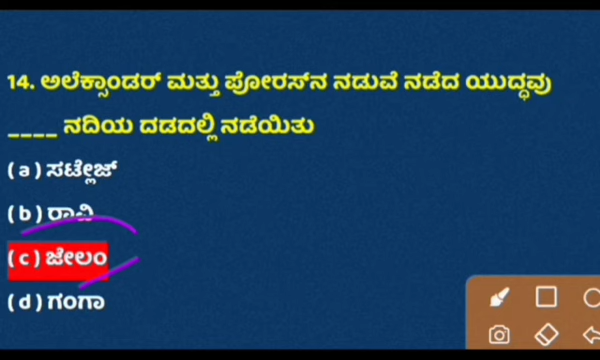 14. ಅಲೆಕ್ಸಾಂಡರ್ ಮತ್ತು ಪೋರಸ್‌ನ ನಡುವೆ ನಡೆದ ಯುದ್ಧವು
____ ನದಿಯ ದಡದಲ್ಲಿ ನಡೆಯಿತು
( a ) ಸಟ್ಲೇಜ್
( b ) ರಾವಿ
( c ) ಜೇಲಂ
( d ) ಗಂಗಾ